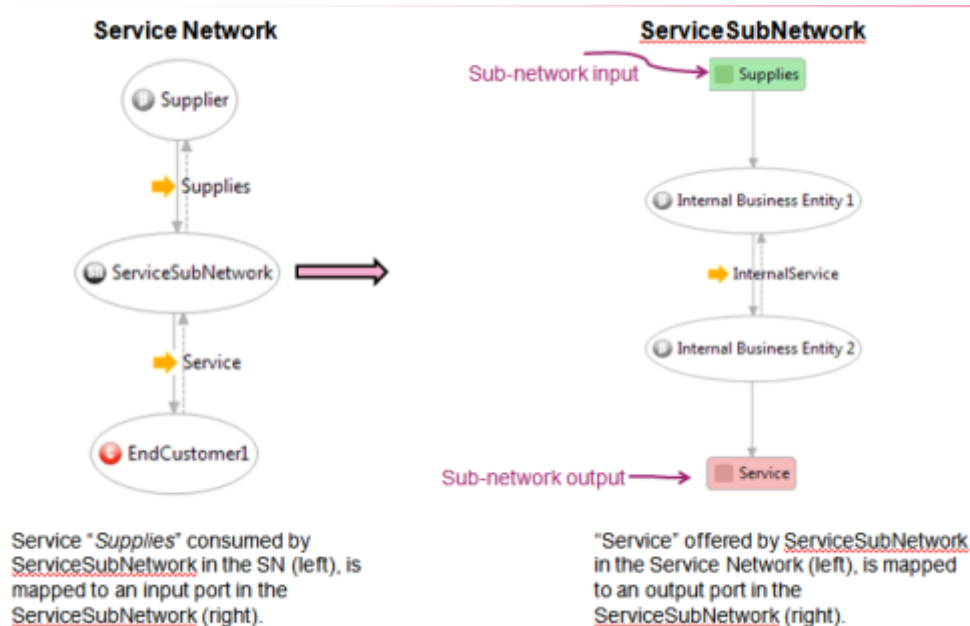 Service Network
Supplier
Supplies
ServiceSubNetwork
Service
EndCustomer1
Service "Supplies" consumed by
ServiceSubNetwork in the SN (left), is
mapped to an input port in the
ServiceSubNetwork (right).
ServiceSubNetwork
Sub-network input
Supplies
Internal Business Entity 1
InternalService
Internal Business Entity 2
Sub-network output
Service
"Service" offered by ServiceSubNetwork
in the Service Network (left), is mapped
to an output port in the
ServiceSubNetwork (right).